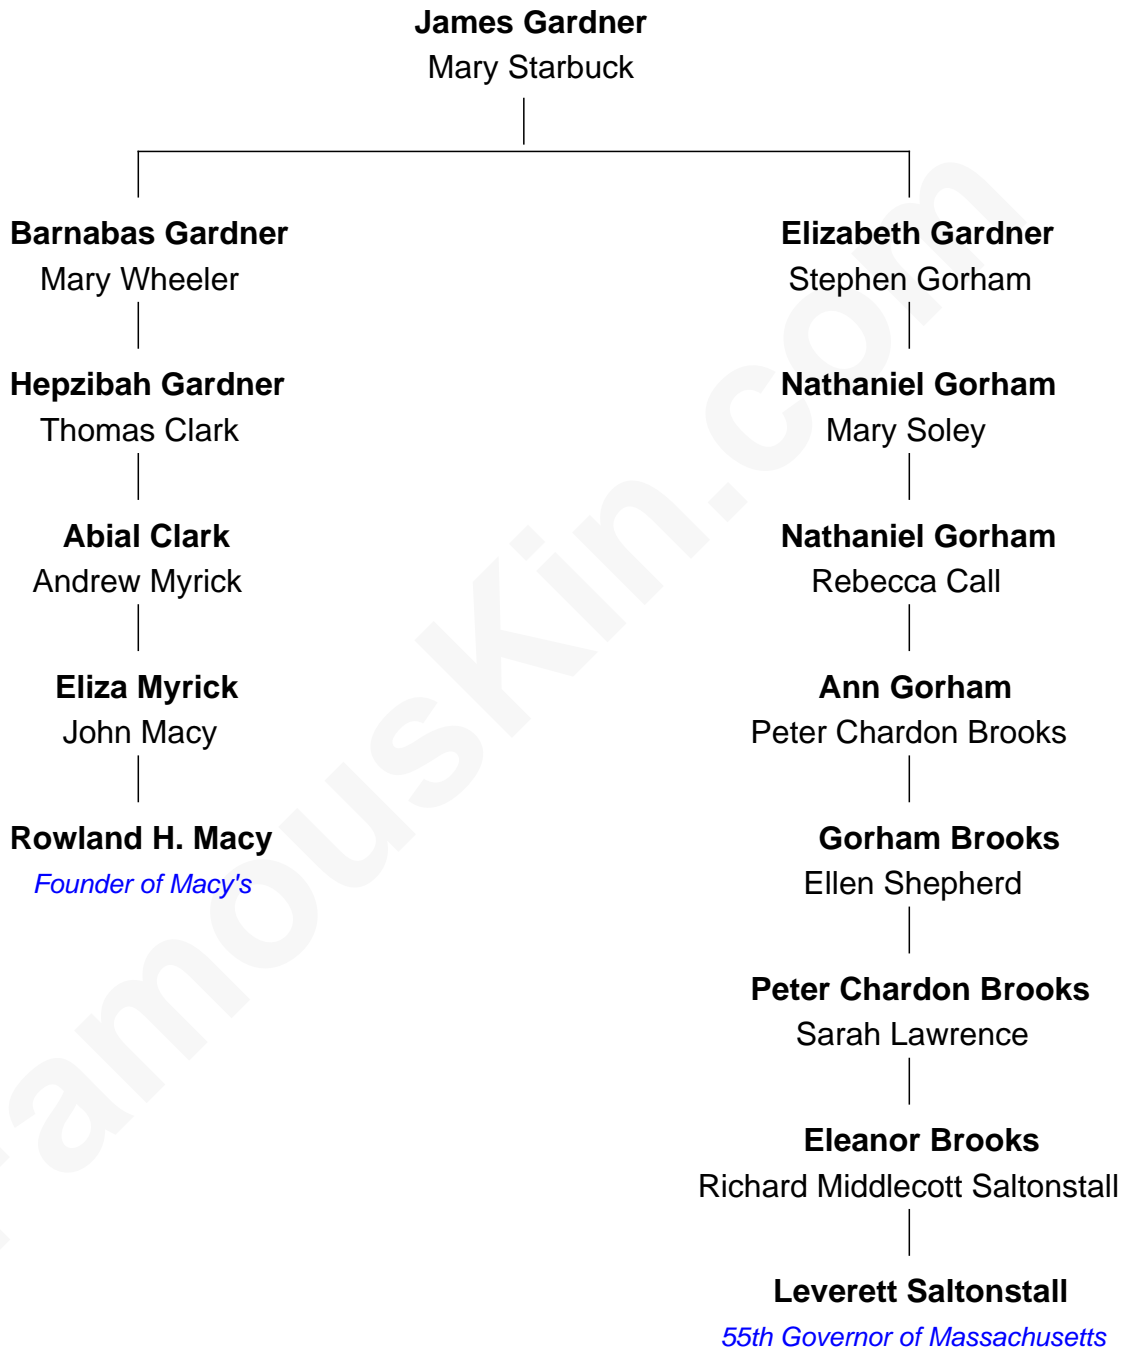 James Gardner
Mary Starbuck
Barnabas Gardner
Mary Wheeler
Hepzibah Gardner
Thomas Clark
Abial Clark
Andrew Myrick
Eliza Myrick
John Macy
Rowland H. Macy
Founder of Macy's
Elizabeth Gardner
Stephen Gorham
Nathaniel Gorham
Mary Soley
Nathaniel Gorham
Rebecca Call
Ann Gorham
Peter Chardon Brooks
Gorham Brooks
Ellen Shepherd
Peter Chardon Brooks
Sarah Lawrence
Eleanor Brooks
Richard Middlecott Saltonstall
Leverett Saltonstall
55th Governor of Massachusetts
FamousKin.com